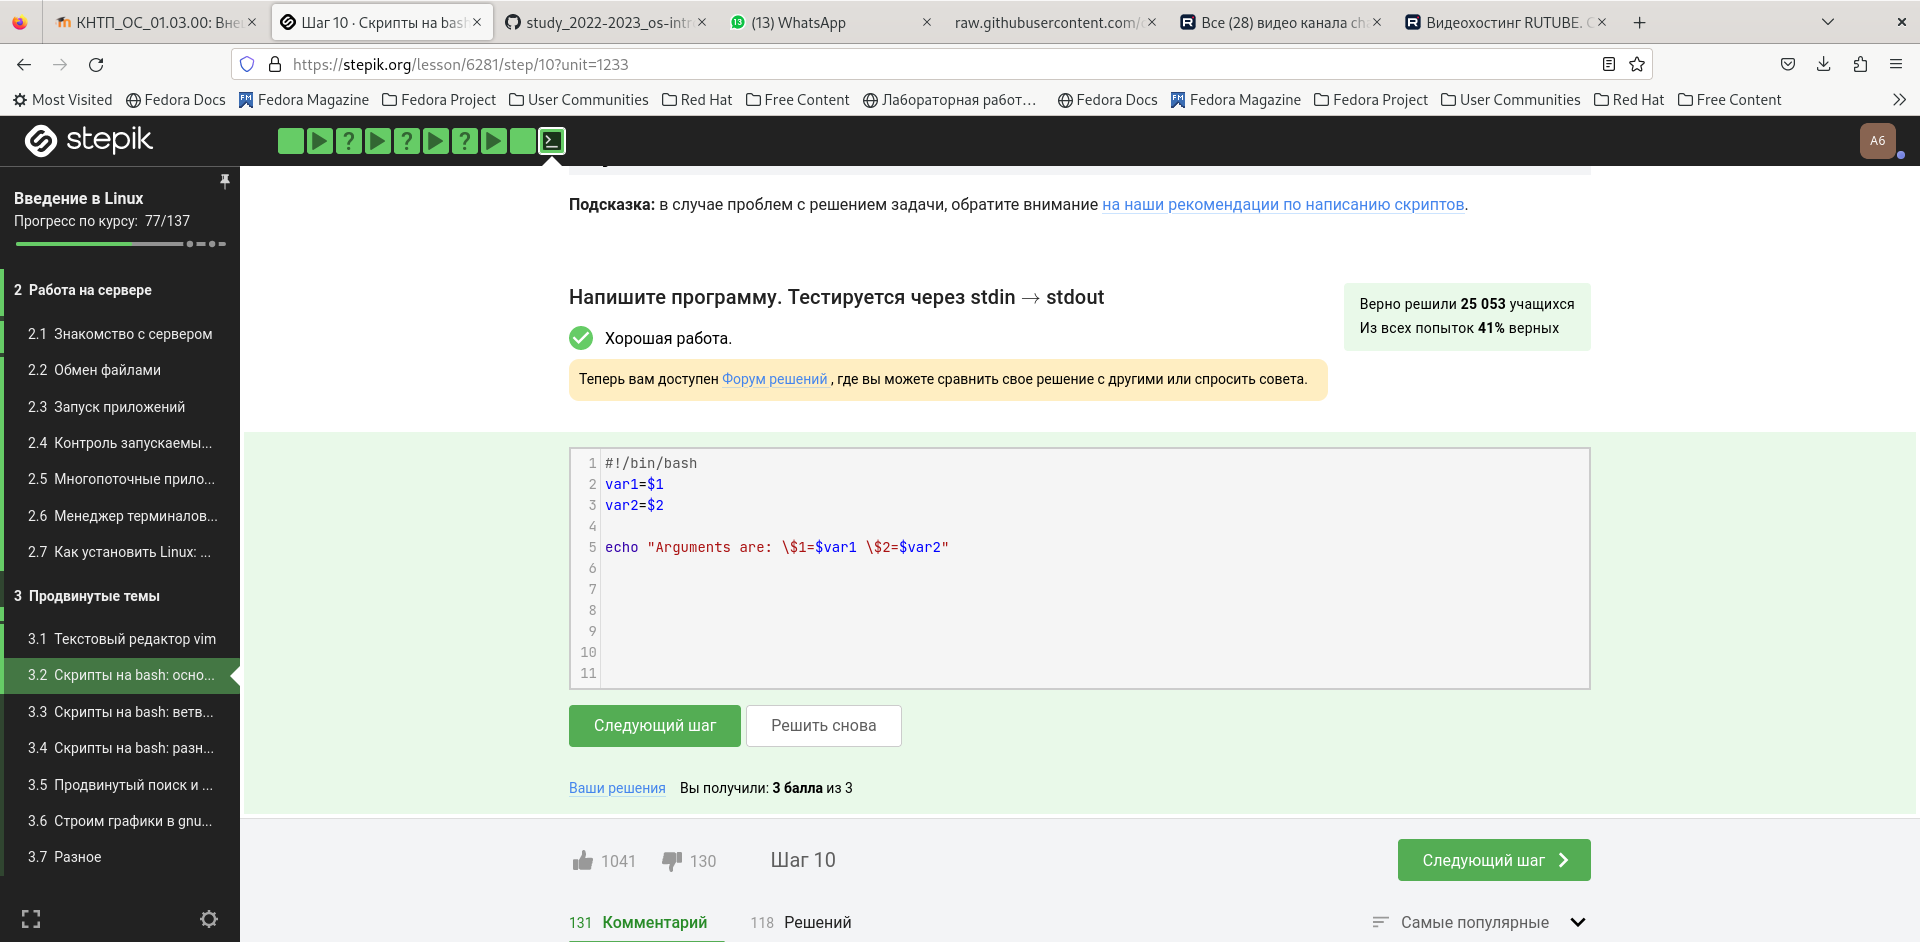 КНТП_ОС_01.03.00: Вне
Шаг 10 · Скрипты на bash
study_2022-2023_os-intr
(13) WhatsApp
raw.githubusercontent.com/
Все (28) видео канала
Видеохостинг RUTUBE.
https://stepik.org/lesson/6281/step/10?unit=1233
Most Visited Fedora Docs Fedora Magazine Fedora Project User Communities Red Hat Free Content Лабораторная работ… Fedora Docs Fedora Magazine Fedora Project User Communities Red Hat Free Content
stepik
A6
Введение в Linux
Прогресс по курсу: 77/137
2 Работа на сервере
2.1 Знакомство с сервером
2.2 Обмен файлами
2.3 Запуск приложений
2.4 Контроль запускаемы...
2.5 Многопоточные прило...
2.6 Менеджер терминалов...
2.7 Как установить Linux: ...
3 Продвинутые темы
3.1 Текстовый редактор vim
3.2 Скрипты на bash: осно...
3.3 Скрипты на bash: ветв...
3.4 Скрипты на bash: разн...
3.5 Продвинутый поиск и ...
3.6 Строим графики в gnu...
3.7 Разное
Подсказка: в случае проблем с решением задачи, обратите внимание на наши рекомендации по написанию скриптов.
Напишите программу. Тестируется через stdin → stdout
Верно решили 25 053 учащихся
Из всех попыток 41% верных
Хорошая работа.
Теперь вам доступен Форум решений , где вы можете сравнить свое решение с другими или спросить совета.
1 #!/bin/bash
2 var1=$1
3 var2=$2
4
5 echo "Arguments are: \$1=$var1 \$2=$var2"
6
7
8
9
10
11
Следующий шаг
Решить снова
Ваши решения Вы получили: 3 балла из 3
1041 130 Шаг 10
Следующий шаг
131 Комментарий 118 Решений
Самые популярные